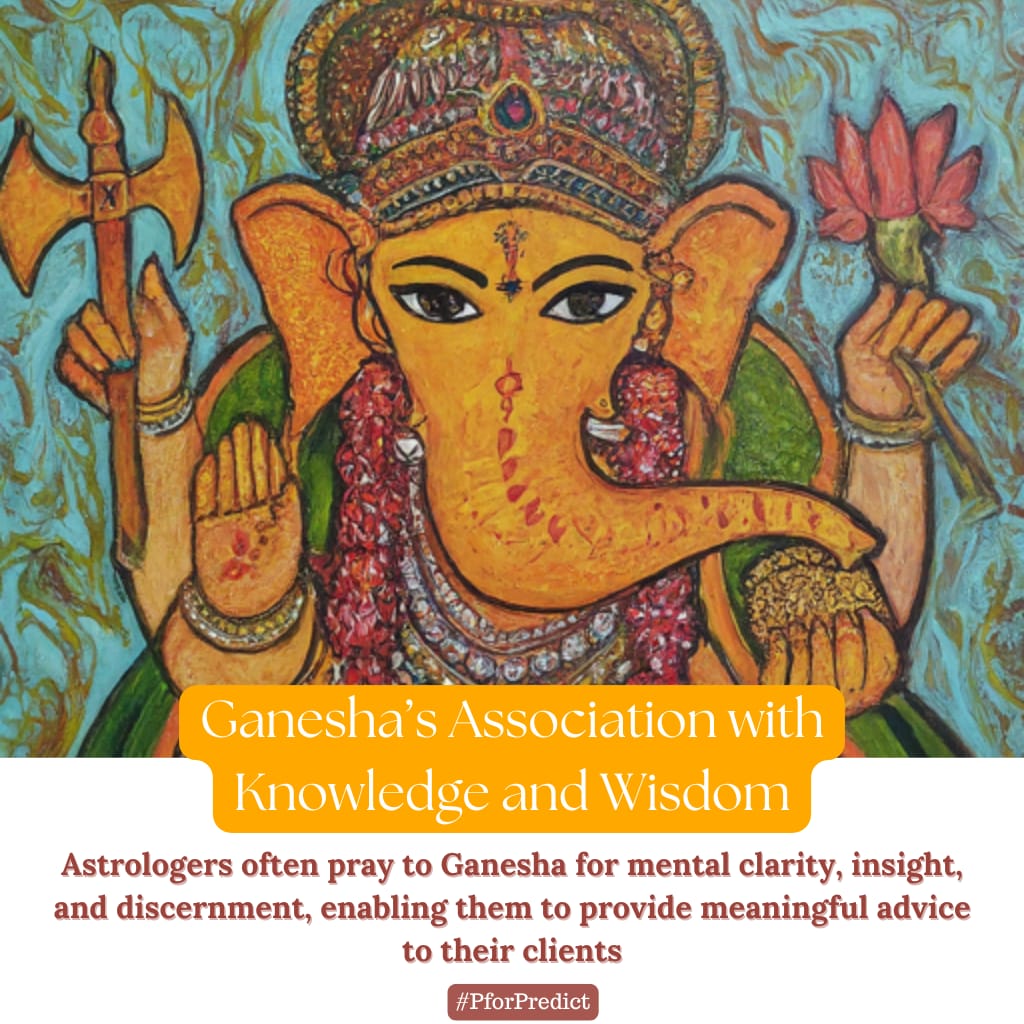 Ganesha’s Association with
Knowledge and Wisdom
Astrologers often pray to Ganesha for mental clarity, insight,
and discernment, enabling them to provide meaningful advice
to their clients
#PforPredict